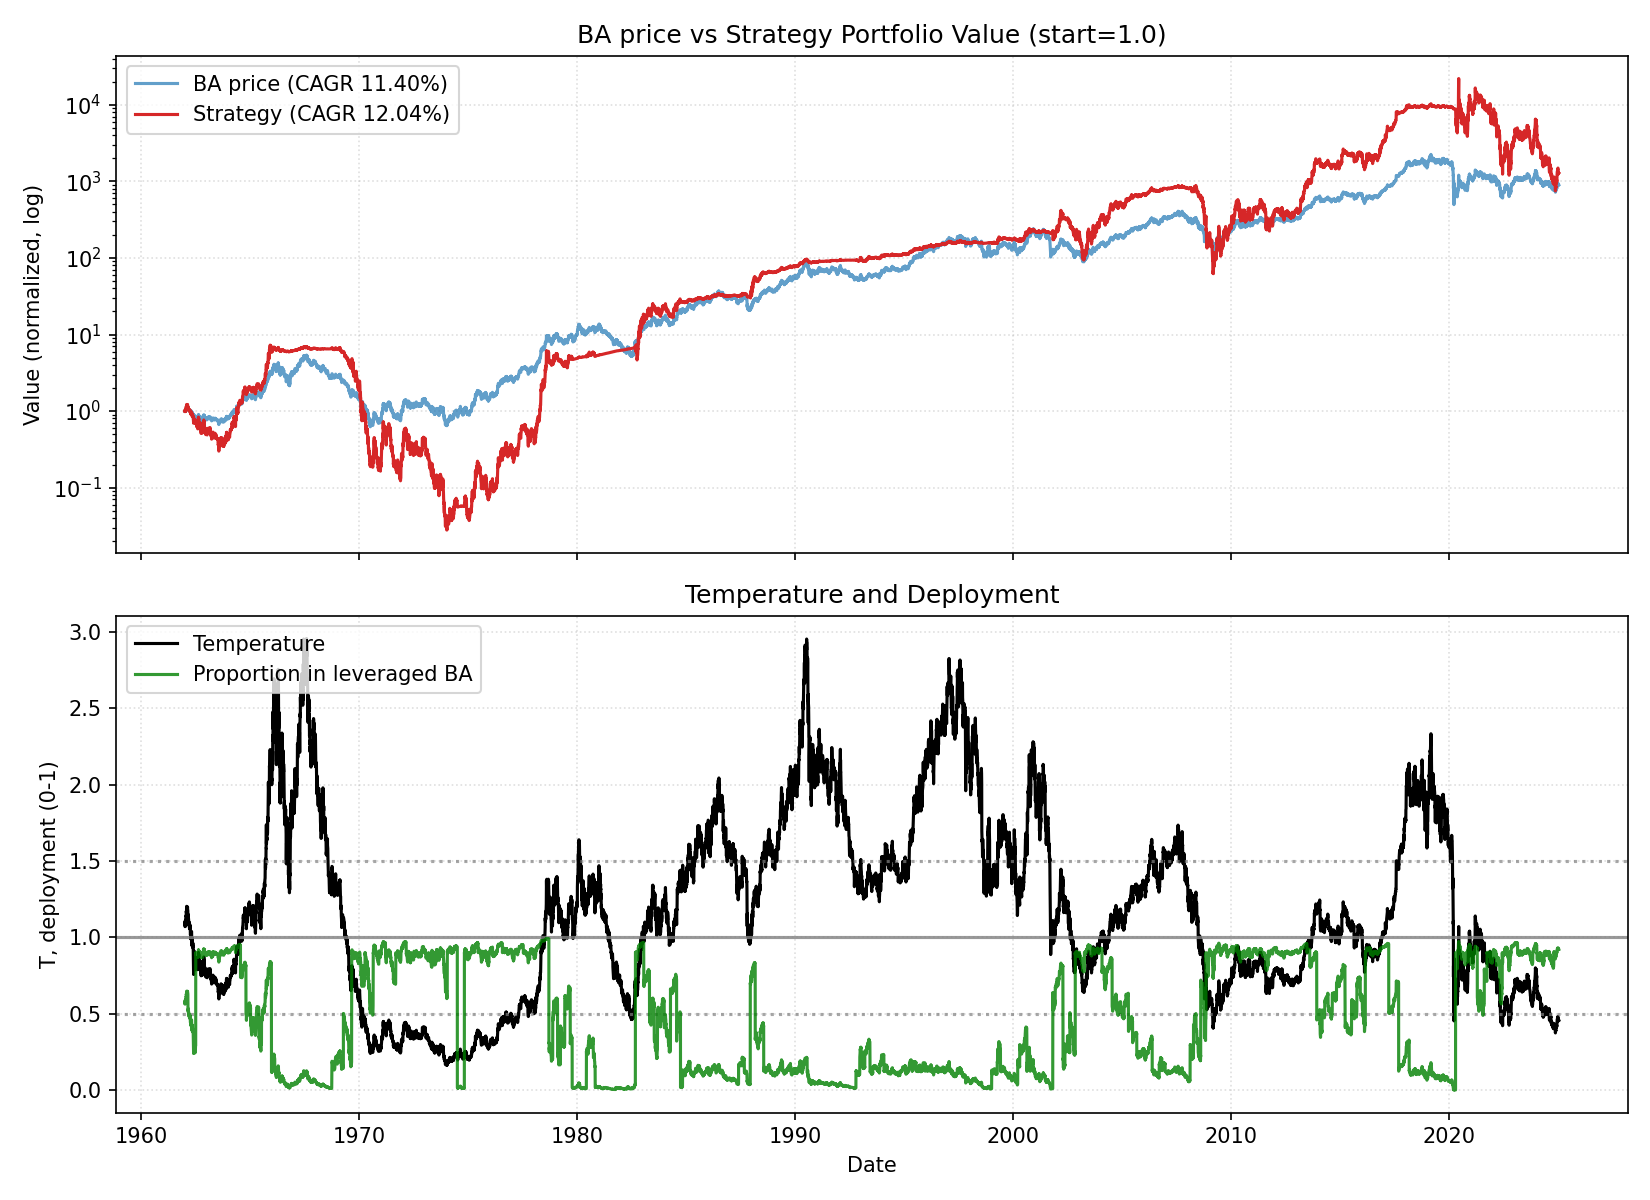 BA price vs Strategy Portfolio Value (start=1.0)
BA price (CAGR 11.40%)
Strategy (CAGR 12.04%)
Value (normalized, log)
10^4
10^3
10^2
10^1
10^0
10^−1
Temperature and Deployment
Temperature
Proportion in leveraged BA
T, deployment (0-1)
3.0
2.5
2.0
1.5
1.0
0.5
0.0
1960 1970 1980 1990 2000 2010 2020
Date